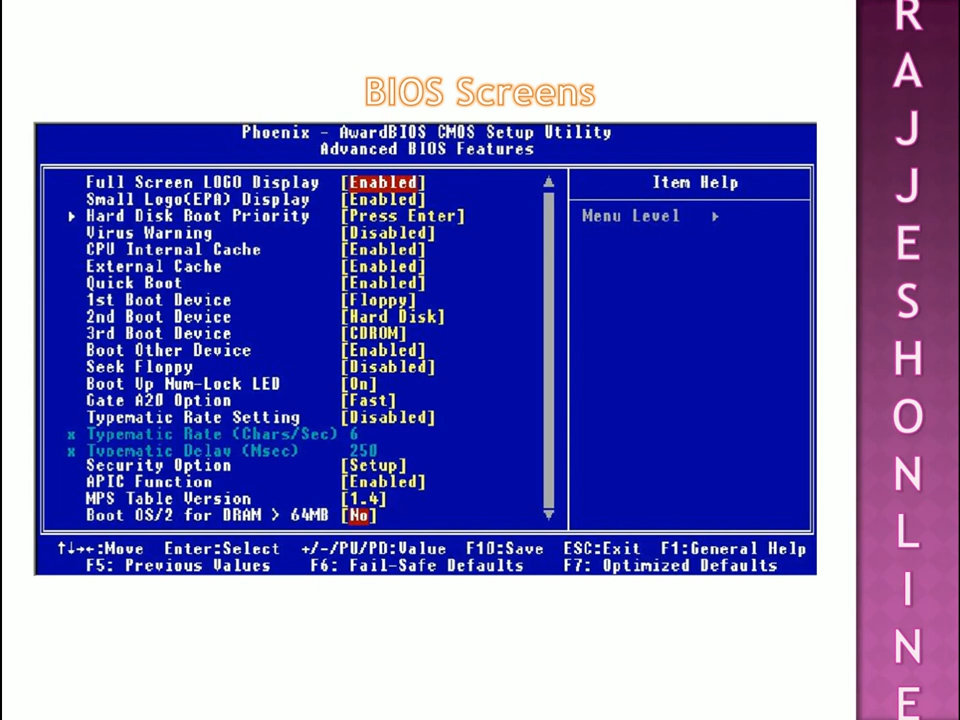 BIOS Screens
Phoenix - AwardBIOS CMOS Setup Utility
Advanced BIOS Features
Full Screen LOGO Display [Enabled]
Small Logo(EPA) Display [Enabled]
Hard Disk Boot Priority [Press Enter]
Virus Warning [Disabled]
CPU Internal Cache [Enabled]
External Cache [Enabled]
Quick Boot [Enabled]
1st Boot Device [Floppy]
2nd Boot Device [Hard Disk]
3rd Boot Device [CDROM]
Boot Other Device [Enabled]
Seek Floppy [Disabled]
Boot Up Num-Lock LED [On]
Gate A20 Option [Fast]
Typematic Rate Setting [Disabled]
x Typematic Rate (Chars/Sec) 6
x Typematic Delay (Msec) 250
Security Option [Setup]
APIC Function [Enabled]
MPS Table Version [1.4]
Boot OS/2 for DRAM > 64MB [No]
Item Help
Menu Level
↑↓→←:Move Enter:Select +/-/PU/PD:Value F10:Save ESC:Exit F1:General Help
F5: Previous Values F6: Fail-Safe Defaults F7: Optimized Defaults
RAJJESHONLINE